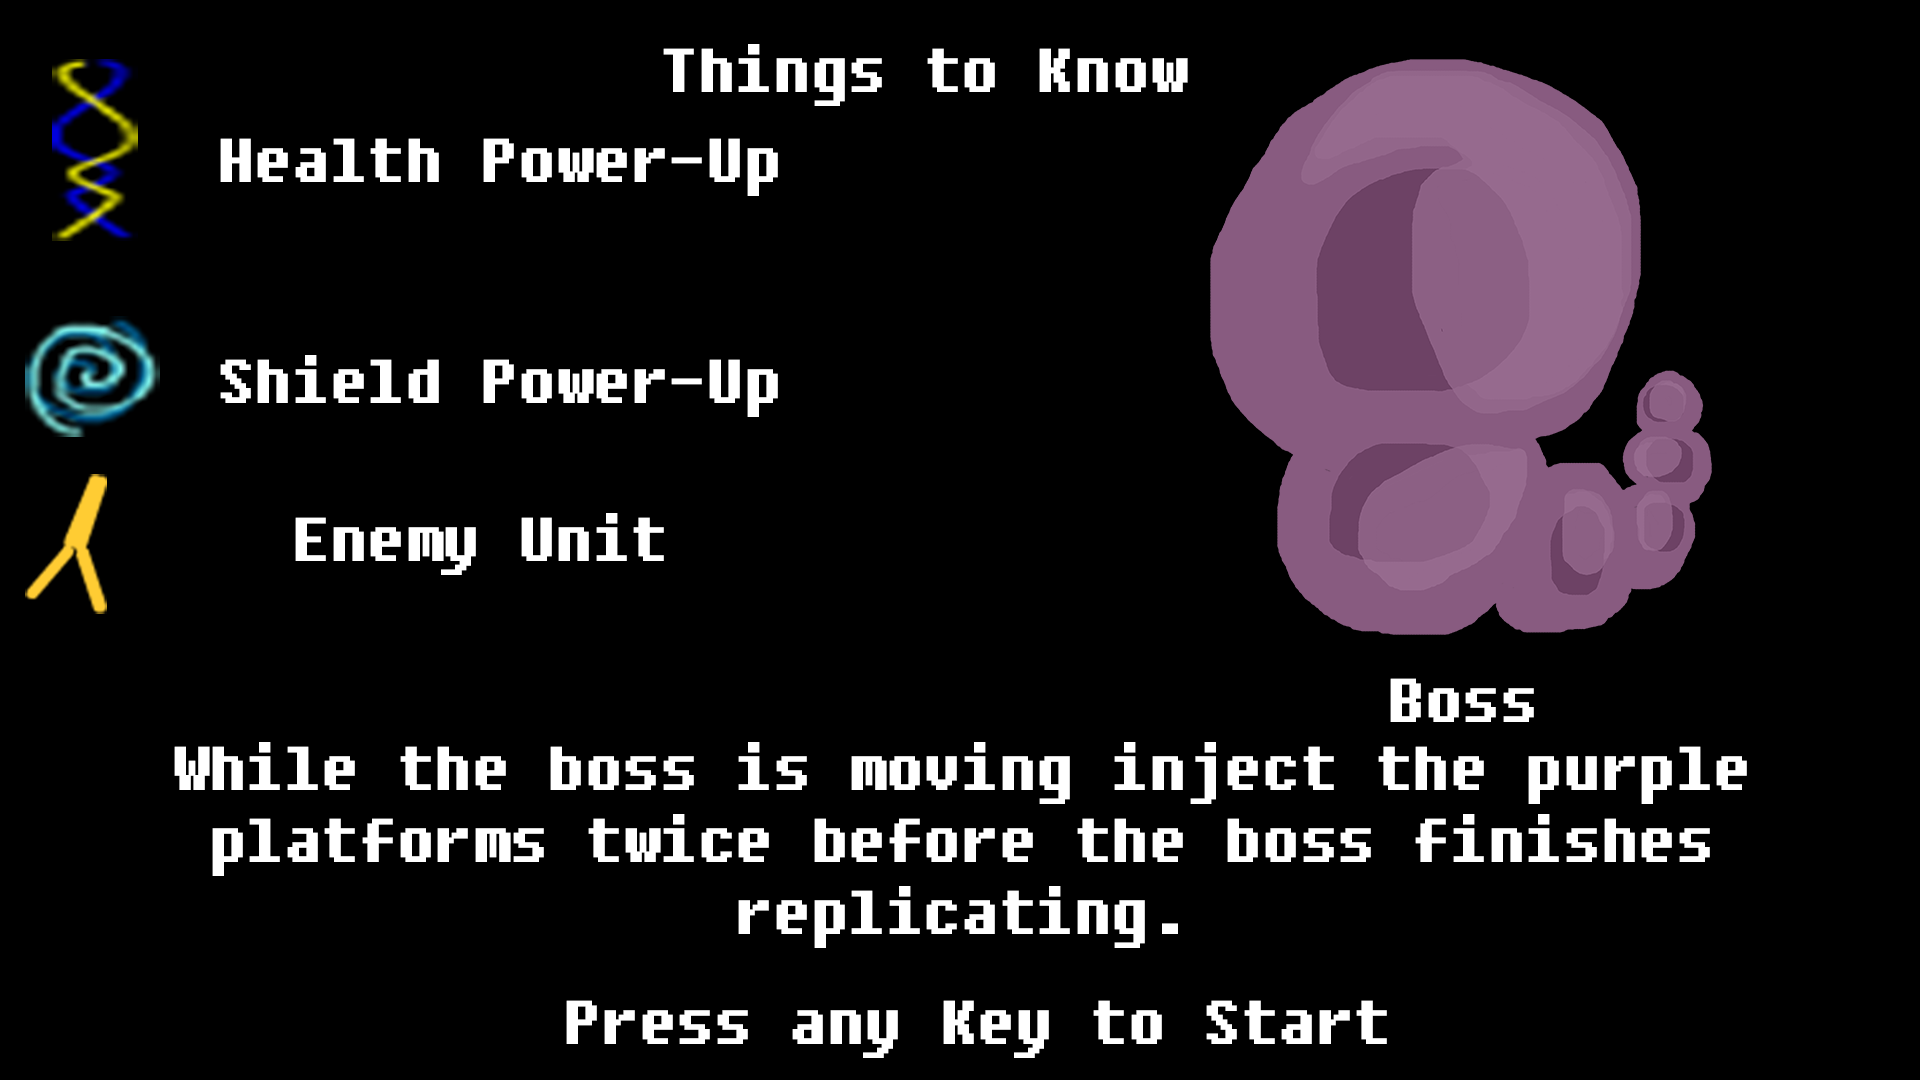 Things to Know
Health Power-Up
Shield Power-Up
Enemy Unit
Boss
While the boss is moving inject the purple
platforms twice before the boss finishes
replicating.
Press any Key to Start